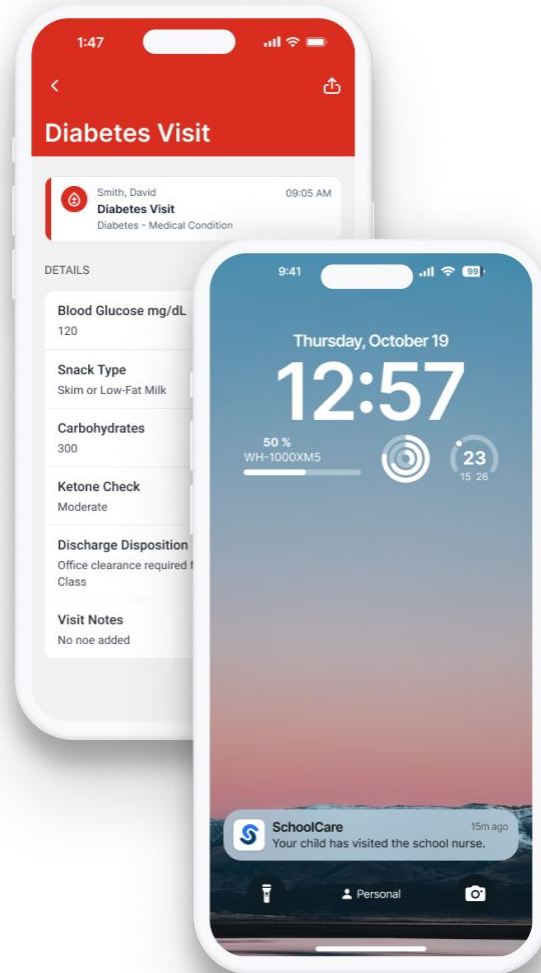 1:47
Diabetes Visit
Smith, David 09:05 AM
Diabetes Visit
Diabetes - Medical Condition
DETAILS
Blood Glucose mg/dL
120
Snack Type
Skim or Low-Fat Milk
Carbohydrates
300
Ketone Check
Moderate
Discharge Disposition
Office clearance required
Class
Visit Notes
No noe added
9:41 99
Thursday, October 19
12:57
50 %
WH-1000XM5
23
15 26
SchoolCare 15m ago
Your child has visited the school nurse.
Personal